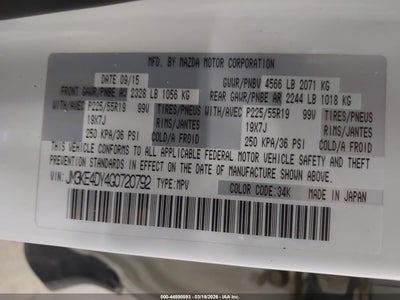 MFD. BY MAZDA MOTOR CORPORATION
DATE 09/15 GVWR/PNBV 4566 LB 2071 KG
FRONT GAWR/PNBE AV 2328 LB 1056 KG REAR GAWR/PNBE AR 2244 LB 1018 KG
WITH/AVEC P225/55R19 99V TIRES/PNEUS WITH/AVEC P225/55R19 99V TIRES/PNEUS
19X7J RIMS/JANTES 19X7J RIMS/JANTES
250 KPA/36 PSI COLD/A FROID 250 KPA/36 PSI COLD/A FROID
THIS VEHICLE CONFORMS TO ALL APPLICABLE FEDERAL MOTOR VEHICLE SAFETY AND THEFT
PREVENTION STANDARDS IN EFFECT ON THE DATE OF MANUFACTURE SHOWN ABOVE.
VIN: JM3KE4DY4G0720792 TYPE: MPV COLOR CODE: 34K MADE IN JAPAN
000-44590593 - 03/16/2026 - IAAI.com